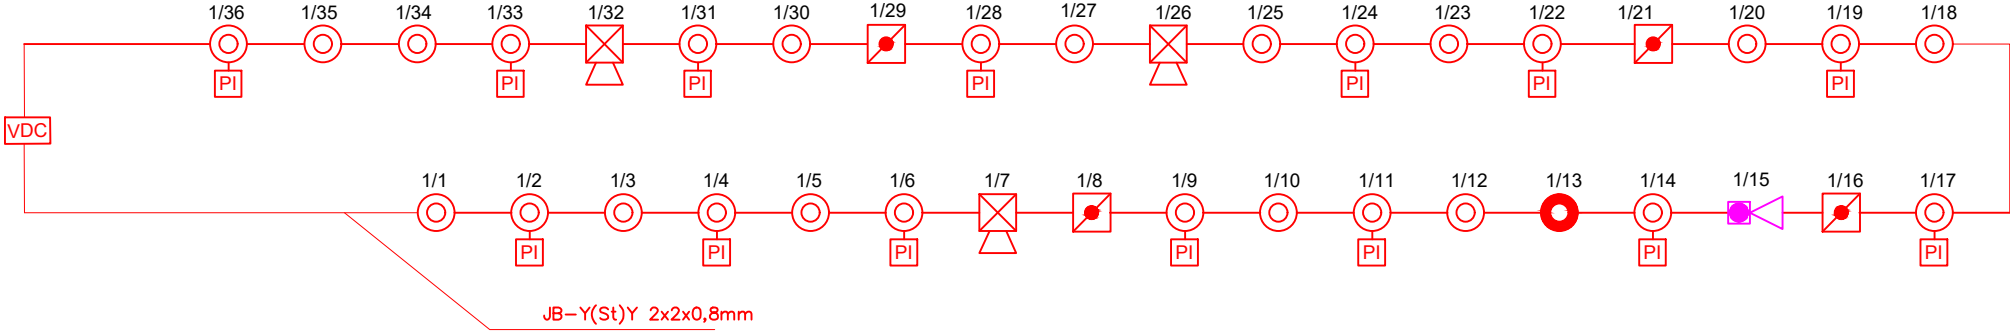 1/36 1/35 1/34 1/33 1/32 1/31 1/30 1/29 1/28 1/27 1/26 1/25 1/24 1/23 1/22 1/21 1/20 1/19 1/18
PI PI PI PI PI PI PI
VDC
1/1 1/2 1/3 1/4 1/5 1/6 1/7 1/8 1/9 1/10 1/11 1/12 1/13 1/14 1/15 1/16 1/17
PI PI PI PI PI PI PI
JB-Y(St)Y 2x2x0,8mm